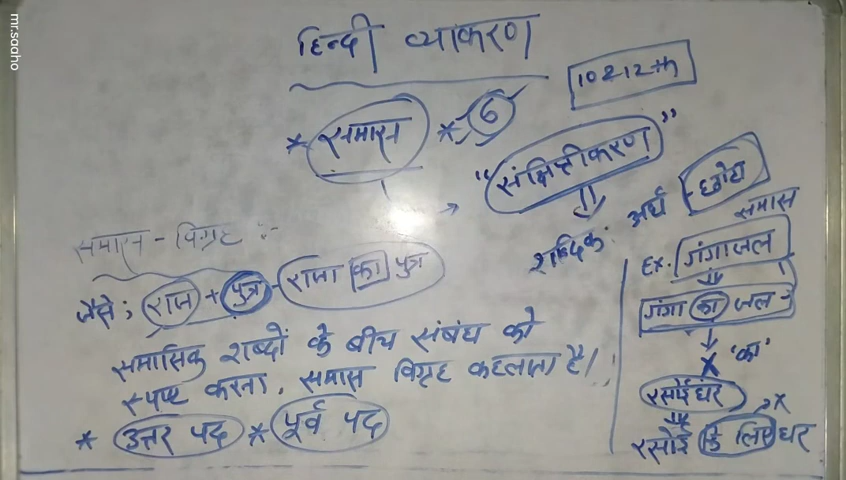 mr.sadho
हिन्दी व्याकरण
10 & 12th
* समास * 6
"संक्षिप्तीकरण"
शाब्दिक: अर्थ - छोटा
समास - विग्रह :-
जैसे; राज + पुत्र - राजा का पुत्र
समासिक शब्दों के बीच संबंध को
स्पष्ट करना, समास विग्रह कहलाता है।
* उत्तर पद * पूर्व पद
समास
Ex. गंगाजल
गंगा का जल -
x 'का'
रसोईघर
रसोई के लिए घर
x